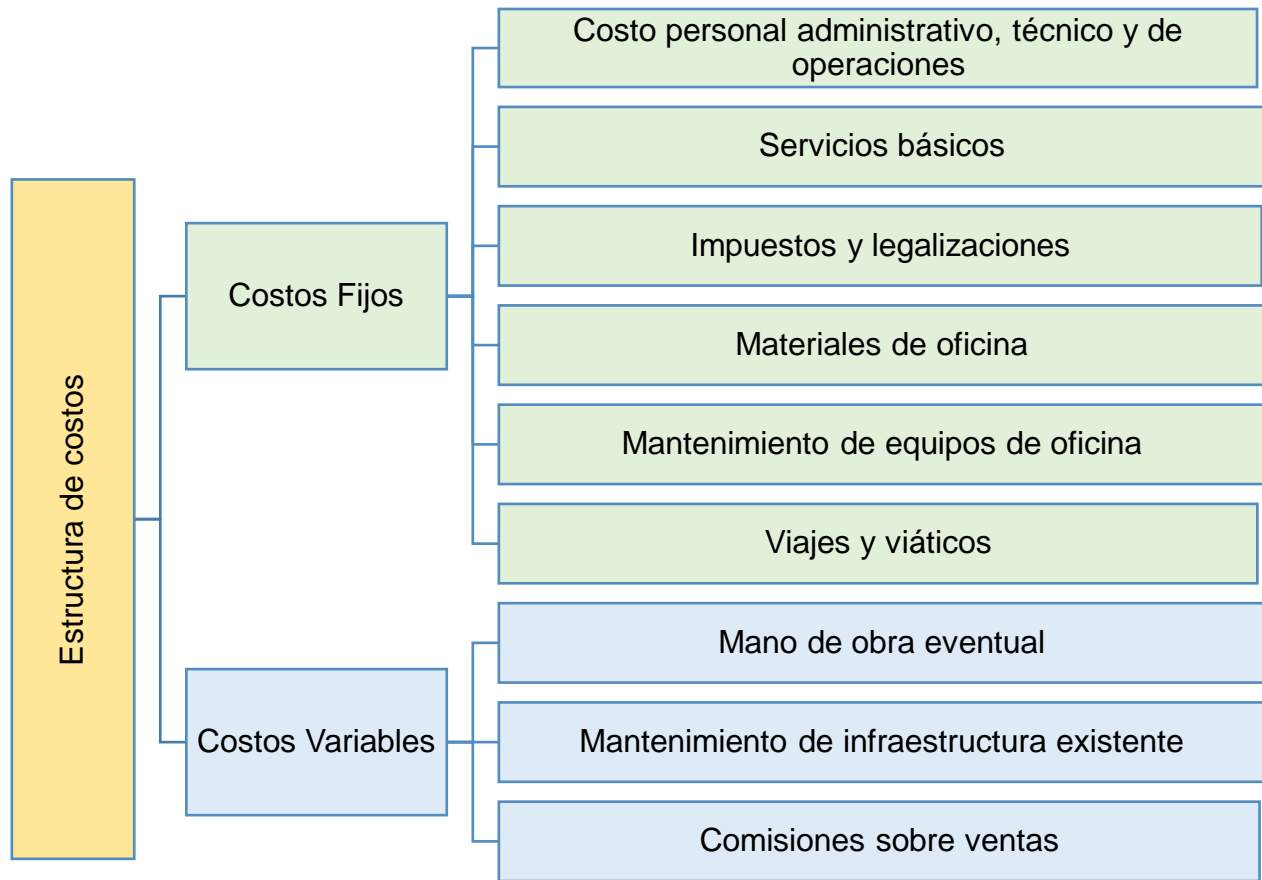 Estructura de costos
Costos Fijos
Costo personal administrativo, técnico y de
operaciones
Servicios básicos
Impuestos y legalizaciones
Materiales de oficina
Mantenimiento de equipos de oficina
Viajes y viáticos
Costos Variables
Mano de obra eventual
Mantenimiento de infraestructura existente
Comisiones sobre ventas